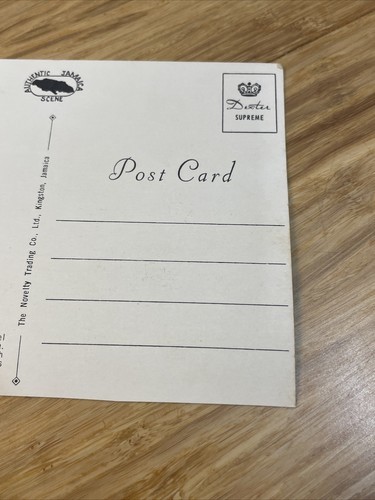 AUTHENTIC JAMAICA
SCENE
Dexter
SUPREME
Post Card
The Novelty Trading Co., Ltd., Kingston, Jamaica